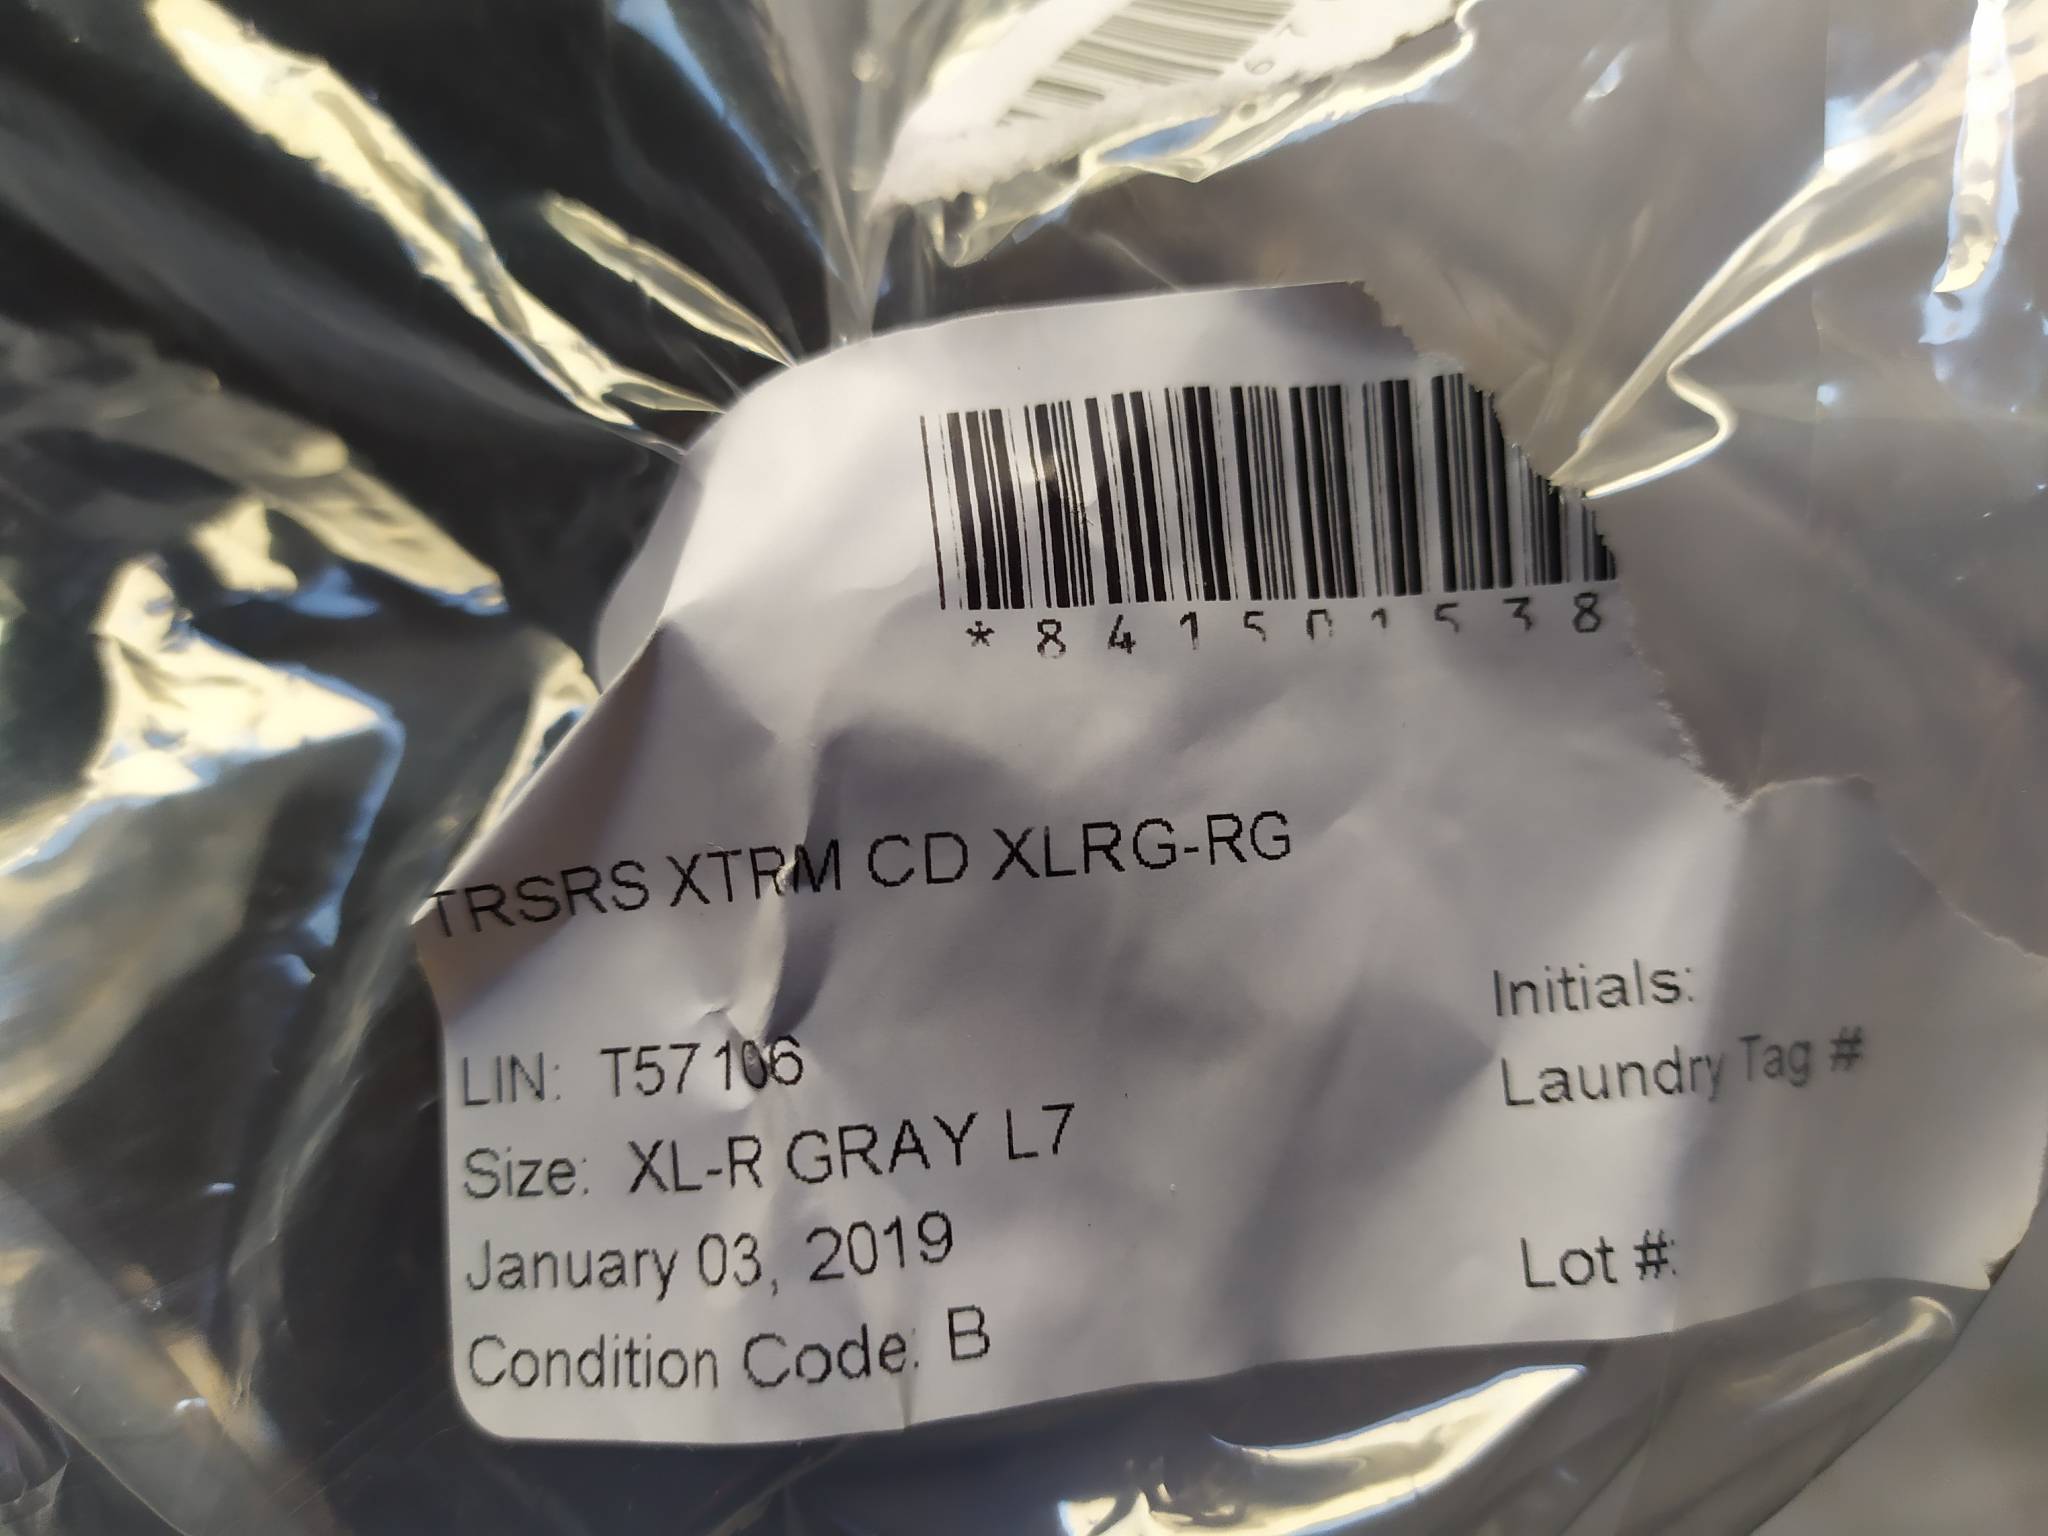 *841501538
TRSRS XTRM CD XLRG-RG
Initials:
LIN: T57106
Laundry Tag #
Size: XL-R GRAY L7
January 03, 2019
Lot #:
Condition Code: B